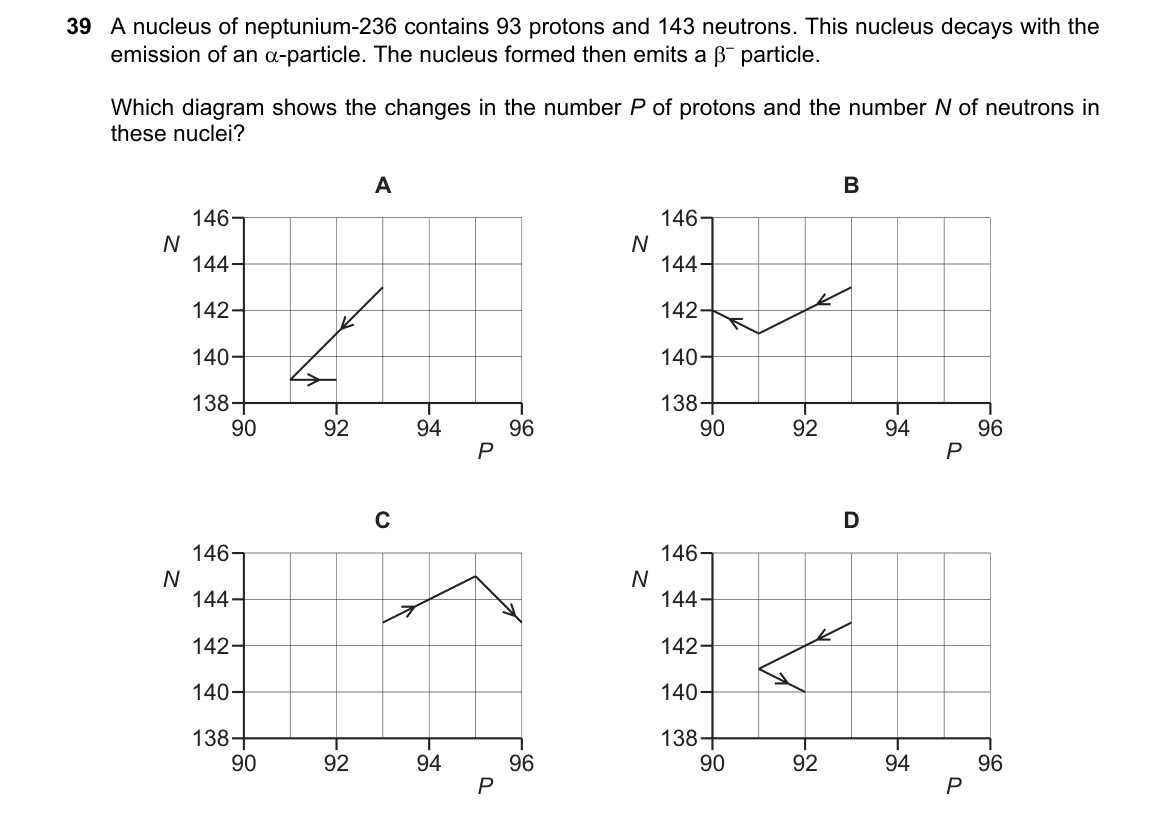 39 A nucleus of neptunium-236 contains 93 protons and 143 neutrons. This nucleus decays with the
emission of an α-particle. The nucleus formed then emits a β⁻ particle.
Which diagram shows the changes in the number P of protons and the number N of neutrons in
these nuclei?
A
146
N
144
142
140
138
90 92 94 96
P
B
146
N
144
142
140
138
90 92 94 96
P
C
146
N
144
142
140
138
90 92 94 96
P
D
146
N
144
142
140
138
90 92 94 96
P